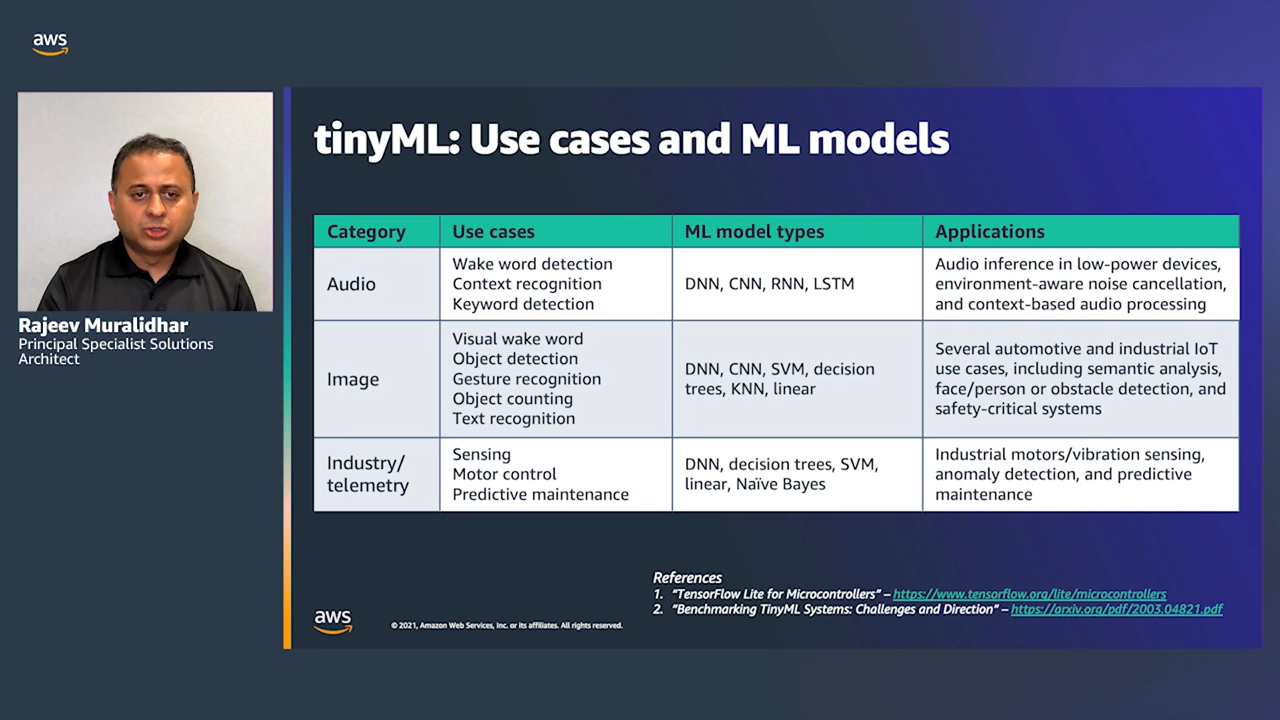 aws
Rajeev Muralidhar
Principal Specialist Solutions
Architect
tinyML: Use cases and ML models
Category
Use cases
ML model types
Applications
Audio
Wake word detection
Context recognition
Keyword detection
DNN, CNN, RNN, LSTM
Audio inference in low-power devices,
environment-aware noise cancellation,
and context-based audio processing
Image
Visual wake word
Object detection
Gesture recognition
Object counting
Text recognition
DNN, CNN, SVM, decision
trees, KNN, linear
Several automotive and industrial IoT
use cases, including semantic analysis,
face/person or obstacle detection, and
safety-critical systems
Industry/
telemetry
Sensing
Motor control
Predictive maintenance
DNN, decision trees, SVM,
linear, Naïve Bayes
Industrial motors/vibration sensing,
anomaly detection, and predictive
maintenance
References
1. “TensorFlow Lite for Microcontrollers” – https://www.tensorflow.org/lite/microcontrollers
2. “Benchmarking TinyML Systems: Challenges and Direction” – https://arxiv.org/pdf/2003.04821.pdf
aws
© 2021, Amazon Web Services, Inc. or its affiliates. All rights reserved.